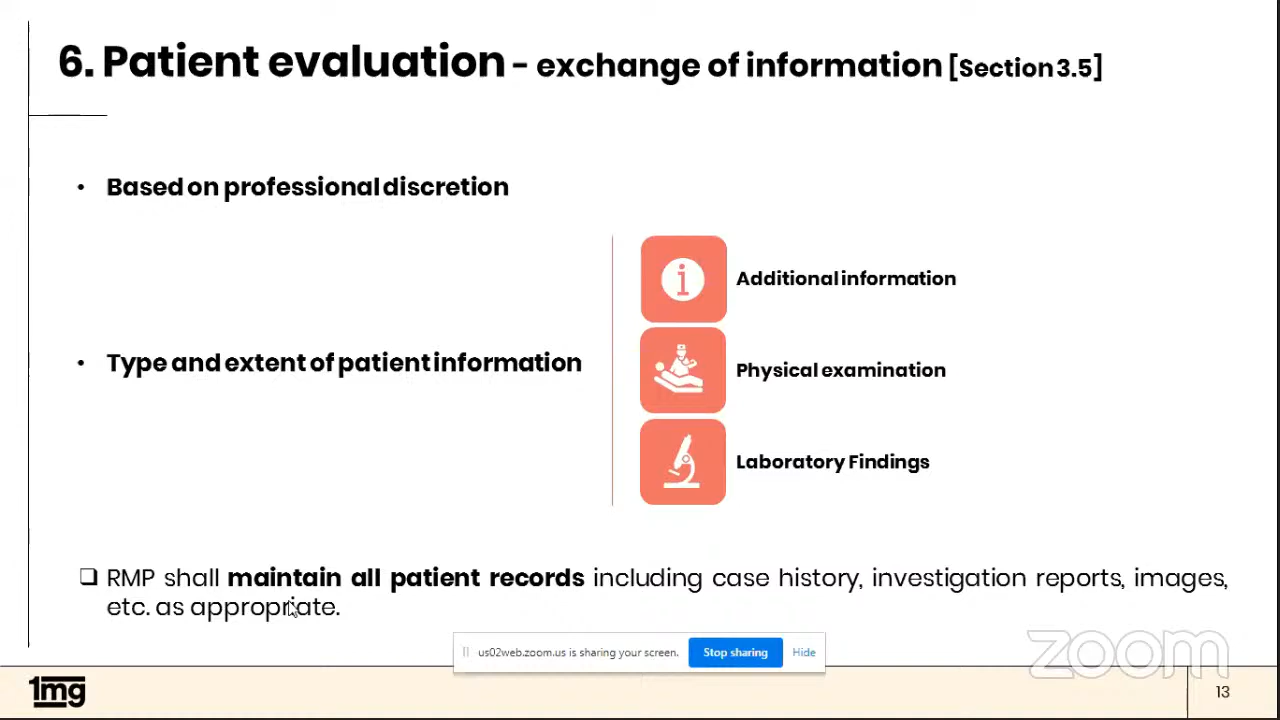 6. Patient evaluation - exchange of information [Section 3.5]
• Based on professional discretion
Additional information
• Type and extent of patient information
Physical examination
Laboratory Findings
❑ RMP shall maintain all patient records including case history, investigation reports, images,
etc. as appropriate.
us02web.zoom.us is sharing your screen. Stop sharing Hide
zoom
1mg
13